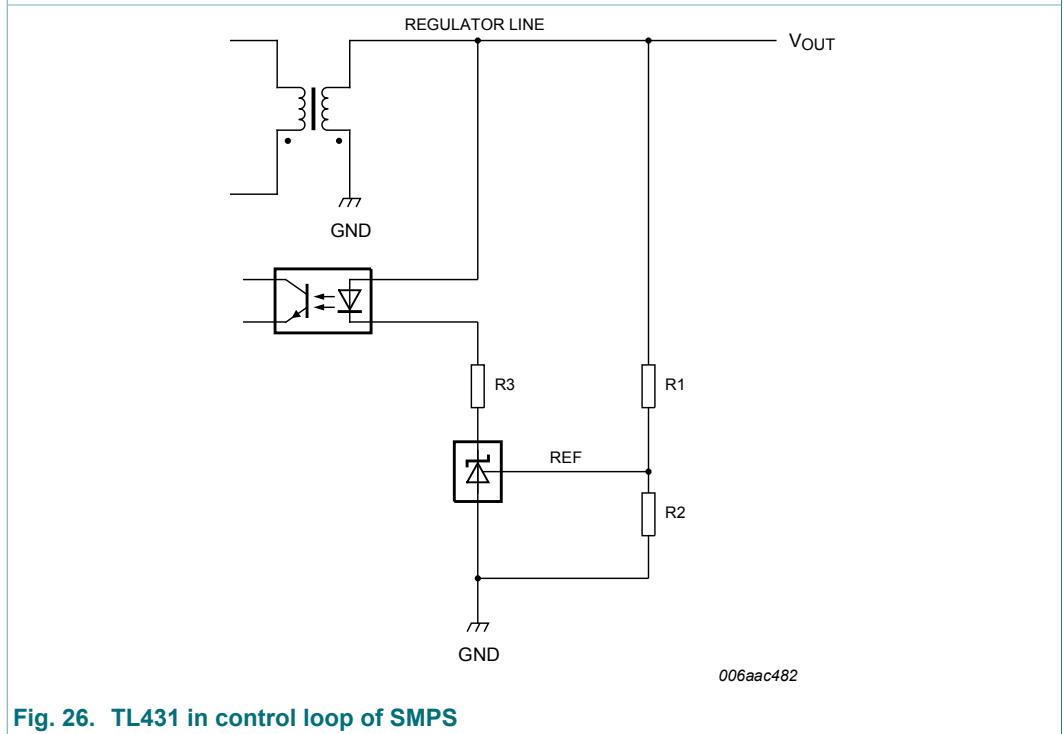 REGULATOR LINE
VOUT
GND
R3
R1
REF
R2
GND
006aac482
Fig. 26. TL431 in control loop of SMPS